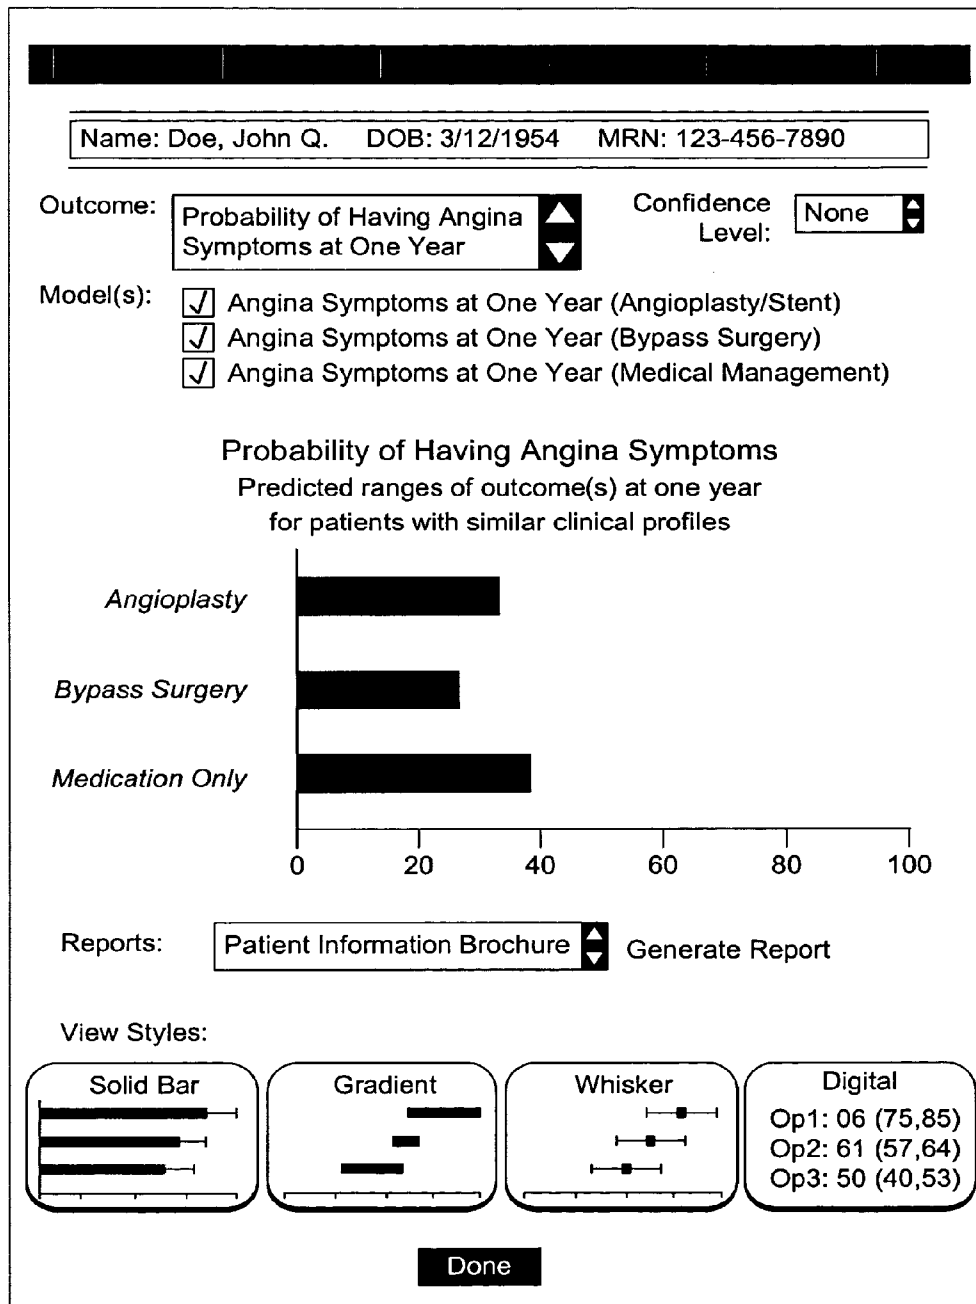 Name: Doe, John Q. DOB: 3/12/1954 MRN: 123-456-7890
Outcome: Probability of Having Angina Symptoms at One Year
Confidence Level: None
Model(s): Angina Symptoms at One Year (Angioplasty/Stent)
Angina Symptoms at One Year (Bypass Surgery)
Angina Symptoms at One Year (Medical Management)
Probability of Having Angina Symptoms
Predicted ranges of outcome(s) at one year
for patients with similar clinical profiles
Angioplasty
Bypass Surgery
Medication Only
0 20 40 60 80 100
Reports: Patient Information Brochure Generate Report
View Styles:
Solid Bar
Gradient
Whisker
Digital
Op1: 06 (75,85)
Op2: 61 (57,64)
Op3: 50 (40,53)
Done